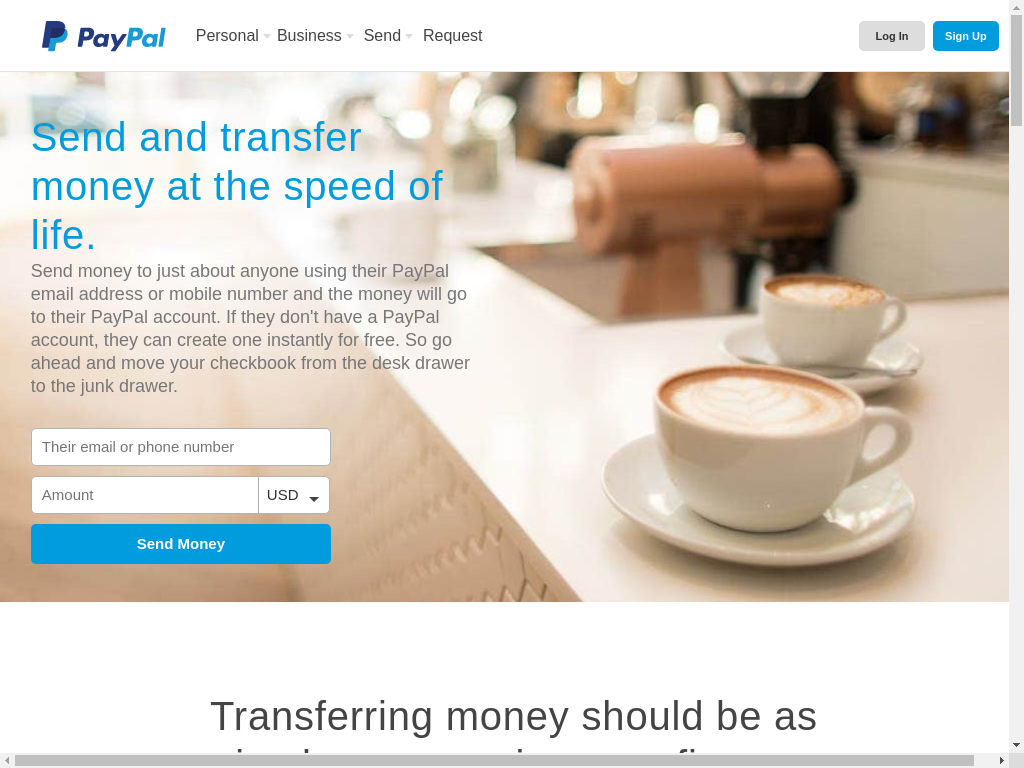 PayPal
Personal Business Send Request
Log In
Sign Up
Send and transfer
money at the speed of
life.
Send money to just about anyone using their PayPal
email address or mobile number and the money will go
to their PayPal account. If they don't have a PayPal
account, they can create one instantly for free. So go
ahead and move your checkbook from the desk drawer
to the junk drawer.
Their email or phone number
Amount
USD
Send Money
Transferring money should be as